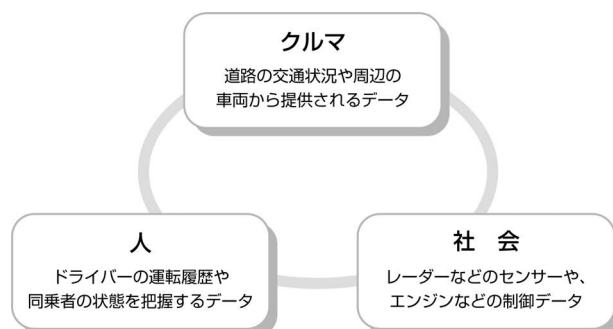 クルマ
道路の交通状況や周辺の
車両から提供されるデータ
人
ドライバーの運転履歴や
同乗者の状態を把握するデータ
社　会
レーダーなどのセンサーや、
エンジンなどの制御データ